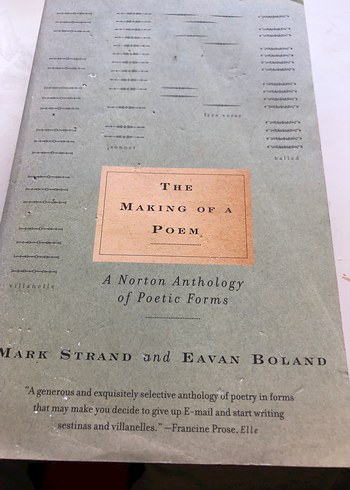 free verse
sonnet
ballad
THE
MAKING OF A
POEM
A Norton Anthology
of Poetic Forms
villanelle
MARK STRAND and EAVAN BOLAND
"A generous and exquisitely selective anthology of poetry in forms
that may make you decide to give up E-mail and start writing
sestinas and villanelles." —Francine Prose, Elle